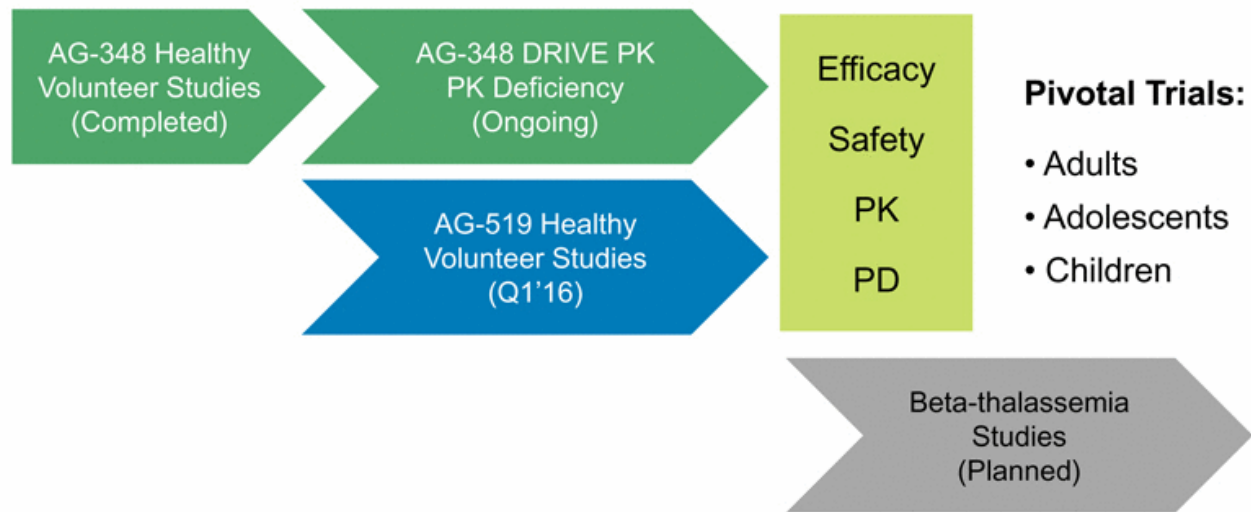 AG-348 Healthy
Volunteer Studies
(Completed)
AG-348 DRIVE PK
PK Deficiency
(Ongoing)
AG-519 Healthy
Volunteer Studies
(Q1’16)
Efficacy
Safety
PK
PD
Pivotal Trials:
• Adults
• Adolescents
• Children
Beta-thalassemia
Studies
(Planned)